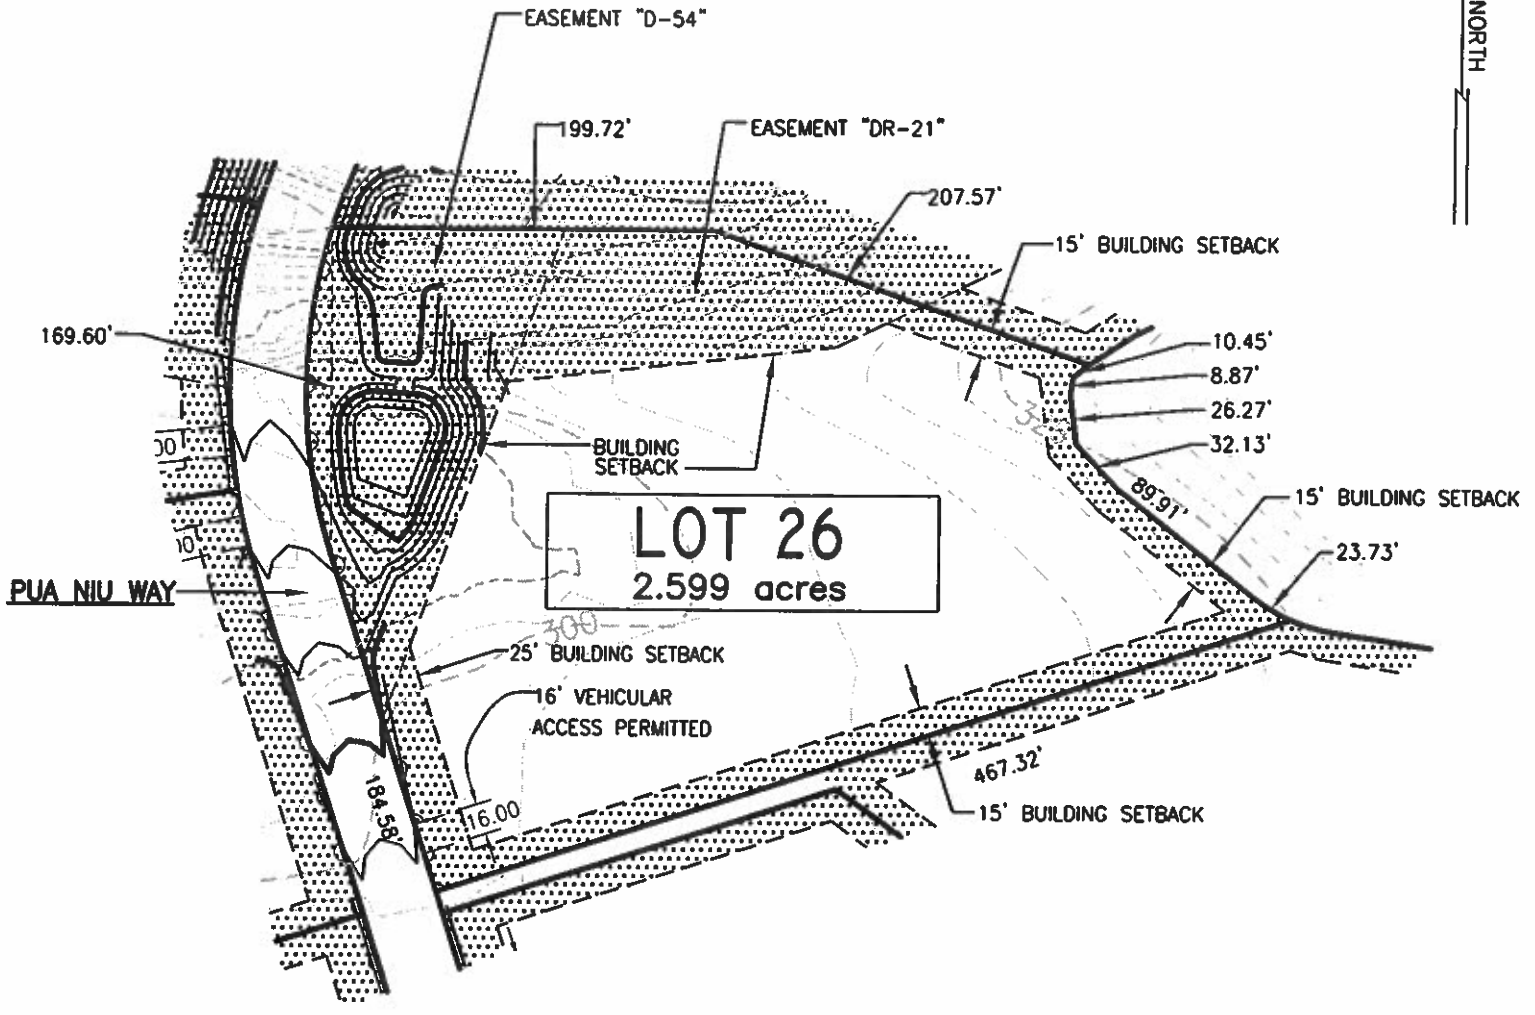 EASEMENT "D-54"
NORTH
199.72'
EASEMENT "DR-21"
207.57'
15' BUILDING SETBACK
169.60'
10.45'
8.87'
26.27'
32.13'
BUILDING
SETBACK
00
89.91'
15' BUILDING SETBACK
LOT 26
2.599 acres
23.73'
PUA NIU WAY
300
25' BUILDING SETBACK
16' VEHICULAR
ACCESS PERMITTED
184.58'
16.00
467.32'
15' BUILDING SETBACK